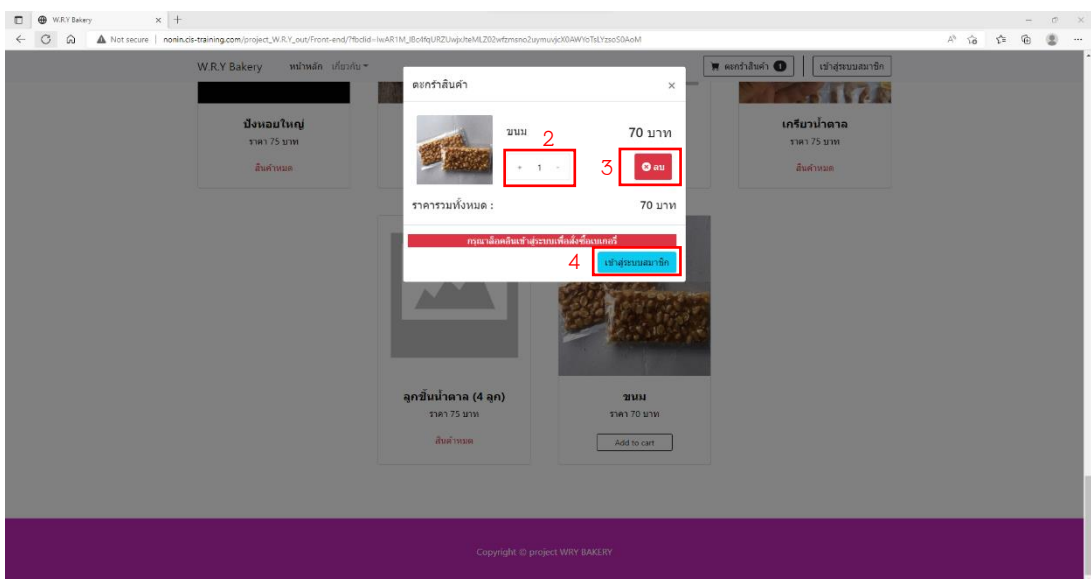 W.R.Y Bakery
Not secure | nonin.cis-training.com/project_W.R.Y_out/Front-end/?fbclid=
W.R.Y Bakery หน้าหลัก เกี่ยวกับ
ตะกร้าสินค้า 1 เข้าสู่ระบบสมาชิก
ตะกร้าสินค้า ×
ขนม 70 บาท
2
+ 1 -
3
ลบ
ราคารวมทั้งหมด : 70 บาท
กรุณาล็อคอินเข้าสู่ระบบเพื่อสั่งซื้อเบเกอรี่
4
เข้าสู่ระบบสมาชิก
ปังหอมใหญ่
ราคา 75 บาท
สินค้าหมด
เกรียวน้ำตาล
ราคา 75 บาท
สินค้าหมด
ลูกชิ้นน้ำตาล (4 ลูก)
ราคา 75 บาท
สินค้าหมด
ขนม
ราคา 70 บาท
Add to cart
Copyright © project WRY BAKERY